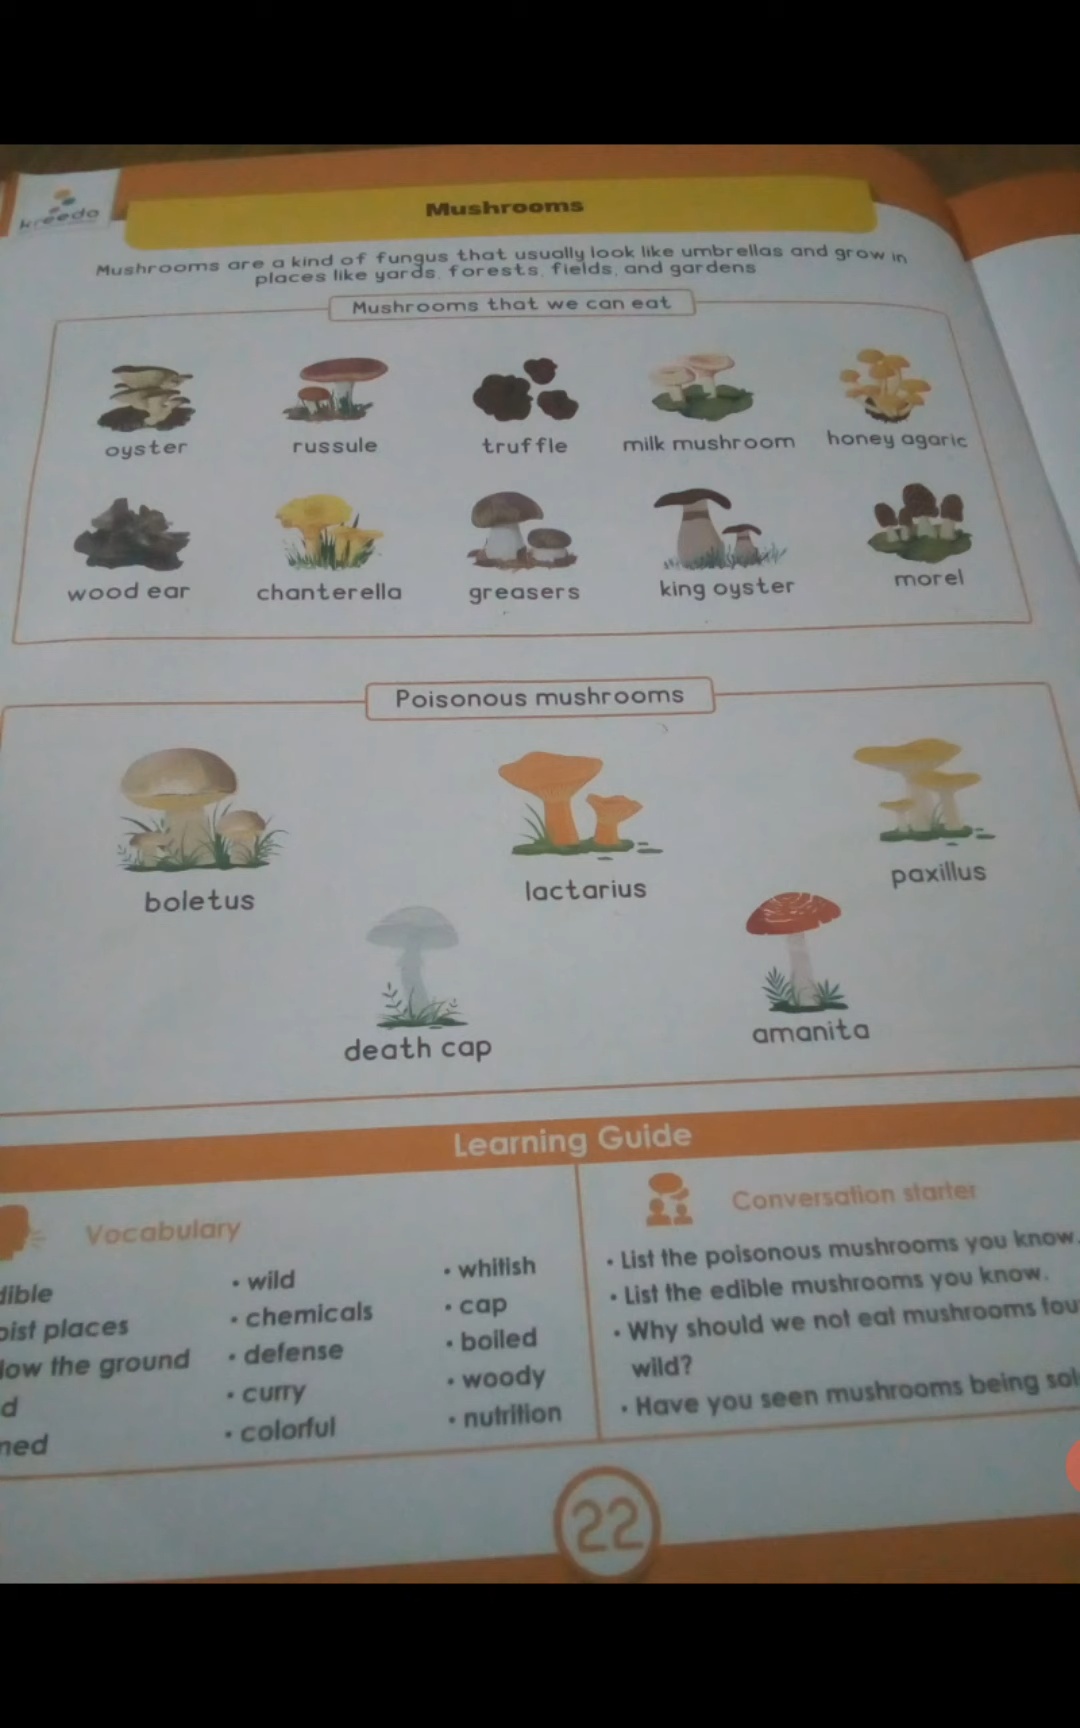 kreedo
Mushrooms
Mushrooms are a kind of fungus that usually look like umbrellas and grow in
places like yards, forests, fields, and gardens
Mushrooms that we can eat
oyster
russule
truffle
milk mushroom
honey agaric
wood ear
chanterella
greasers
king oyster
morel
Poisonous mushrooms
boletus
lactarius
paxillus
death cap
amanita
Learning Guide
Vocabulary
places
the ground
• wild
• chemicals
• defense
• curry
• colorful
• whitish
• cap
• boiled
• woody
• nutrition
Conversation starter
• List the poisonous mushrooms you know.
• List the edible mushrooms you know.
• Why should we not eat mushrooms
wild?
• Have you seen mushrooms being
22